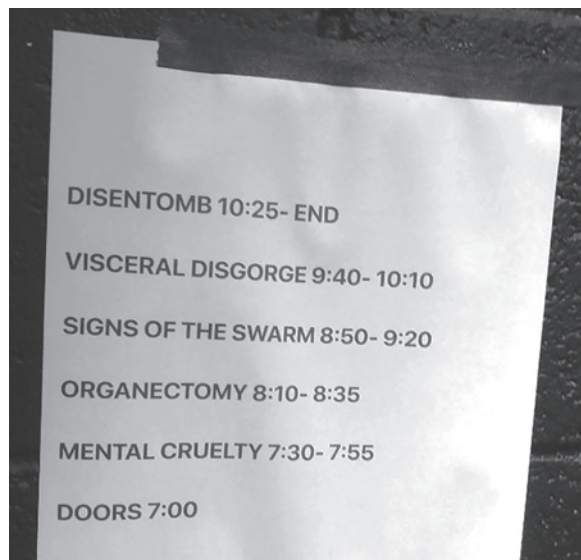 DISENTOMB 10:25- END
VISCERAL DISGORGE 9:40- 10:10
SIGNS OF THE SWARM 8:50- 9:20
ORGANECTOMY 8:10- 8:35
MENTAL CRUELTY 7:30- 7:55
DOORS 7:00